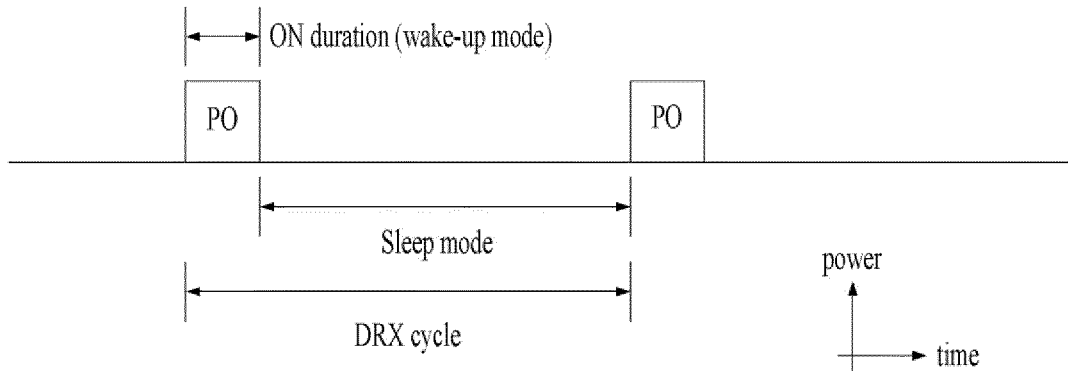 ON duration (wake-up mode)
PO
PO
Sleep mode
power
DRX cycle
time